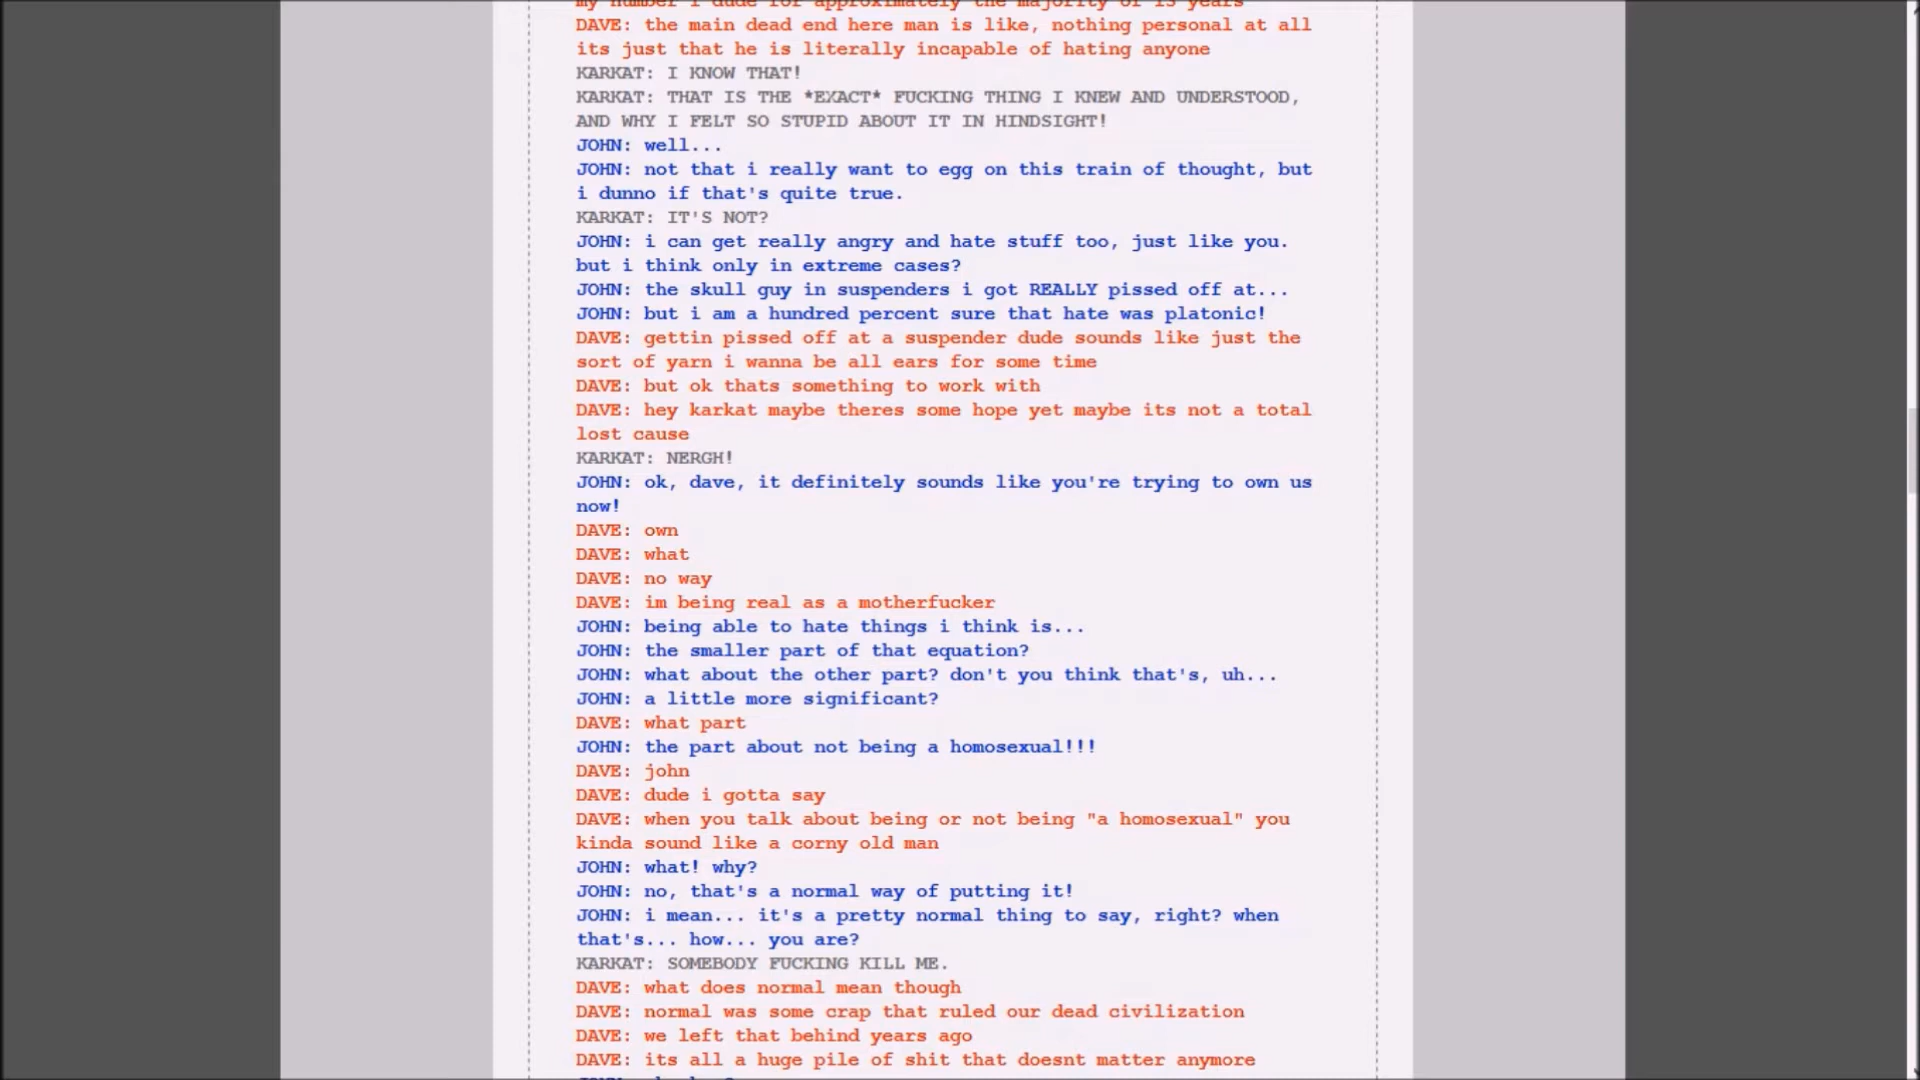 my number 1 dude for approximately the majority of 13 years
DAVE: the main dead end here man is like, nothing personal at all
its just that he is literally incapable of hating anyone
KARKAT: I KNOW THAT!
KARKAT: THAT IS THE *EXACT* FUCKING THING I KNEW AND UNDERSTOOD,
AND WHY I FELT SO STUPID ABOUT IT IN HINDSIGHT!
JOHN: well...
JOHN: not that i really want to egg on this train of thought, but
i dunno if that's quite true.
KARKAT: IT'S NOT?
JOHN: i can get really angry and hate stuff too, just like you.
but i think only in extreme cases?
JOHN: the skull guy in suspenders i got REALLY pissed off at...
JOHN: but i am a hundred percent sure that hate was platonic!
DAVE: gettin pissed off at a suspender dude sounds like just the
sort of yarn i wanna be all ears for some time
DAVE: but ok thats something to work with
DAVE: hey karkat maybe theres some hope yet maybe its not a total
lost cause
KARKAT: NERGH!
JOHN: ok, dave, it definitely sounds like you're trying to own us
now!
DAVE: own
DAVE: what
DAVE: no way
DAVE: im being real as a motherfucker
JOHN: being able to hate things i think is...
JOHN: the smaller part of that equation?
JOHN: what about the other part? don't you think that's, uh...
JOHN: a little more significant?
DAVE: what part
JOHN: the part about not being a homosexual!!!
DAVE: john
DAVE: dude i gotta say
DAVE: when you talk about being or not being "a homosexual" you
kinda sound like a corny old man
JOHN: what! why?
JOHN: no, that's a normal way of putting it!
JOHN: i mean... it's a pretty normal thing to say, right? when
that's... how... you are?
KARKAT: SOMEBODY FUCKING KILL ME.
DAVE: what does normal mean though
DAVE: normal was some crap that ruled our dead civilization
DAVE: we left that behind years ago
DAVE: its all a huge pile of shit that doesnt matter anymore